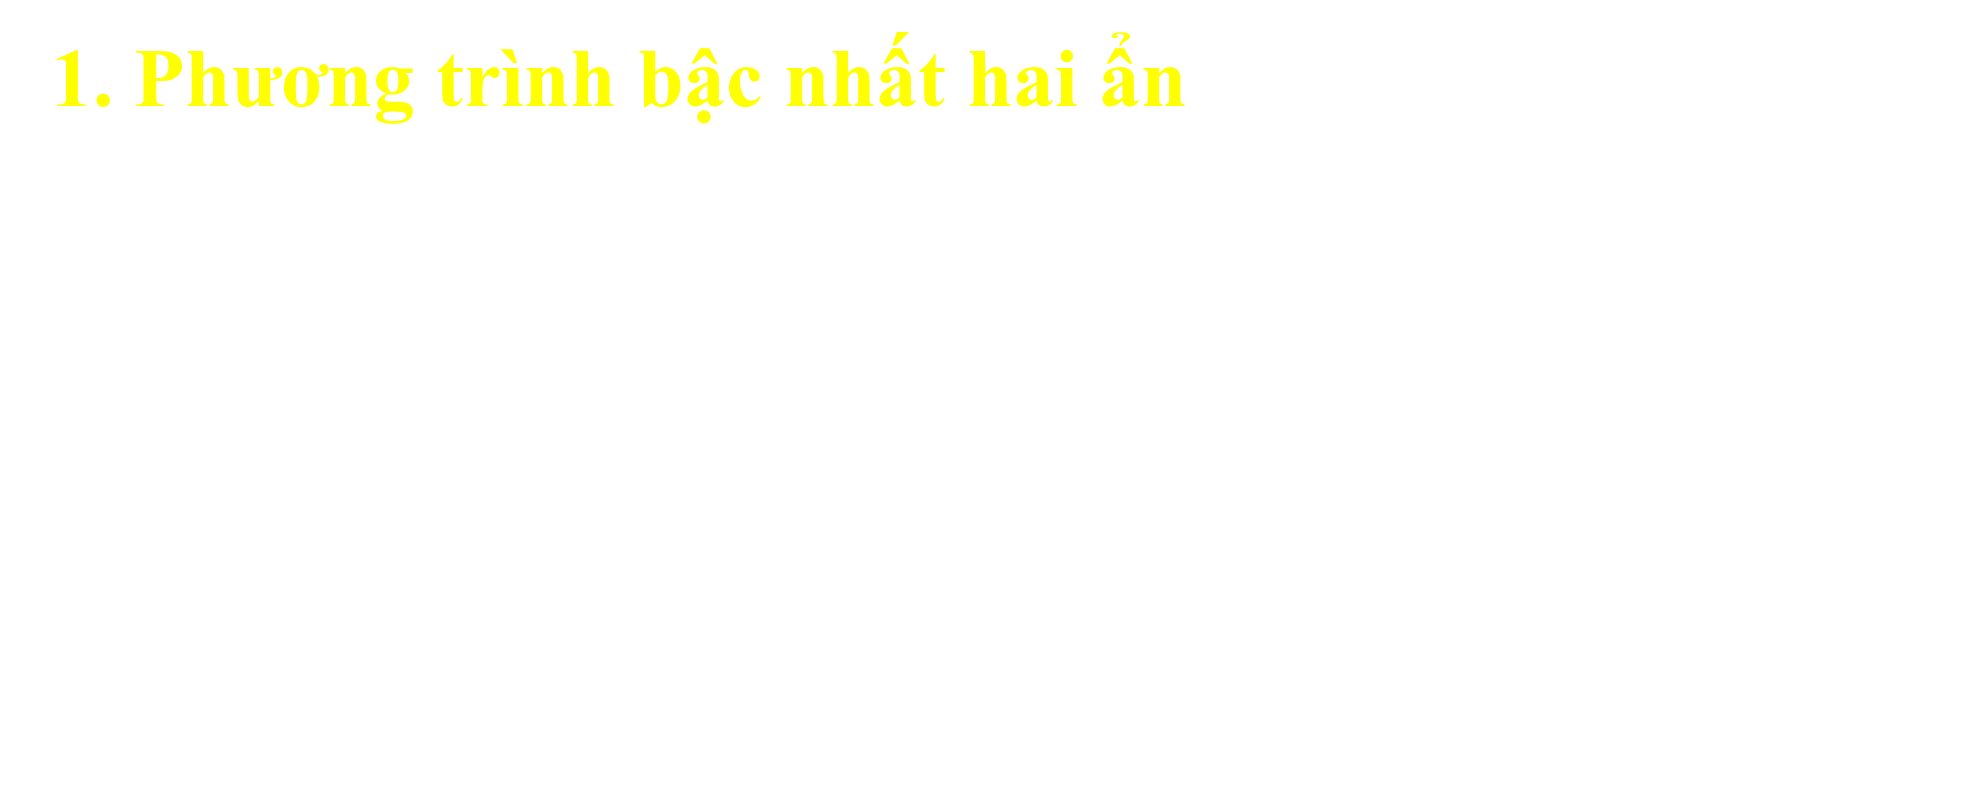 1. Phương trình bậc nhất hai ẩn